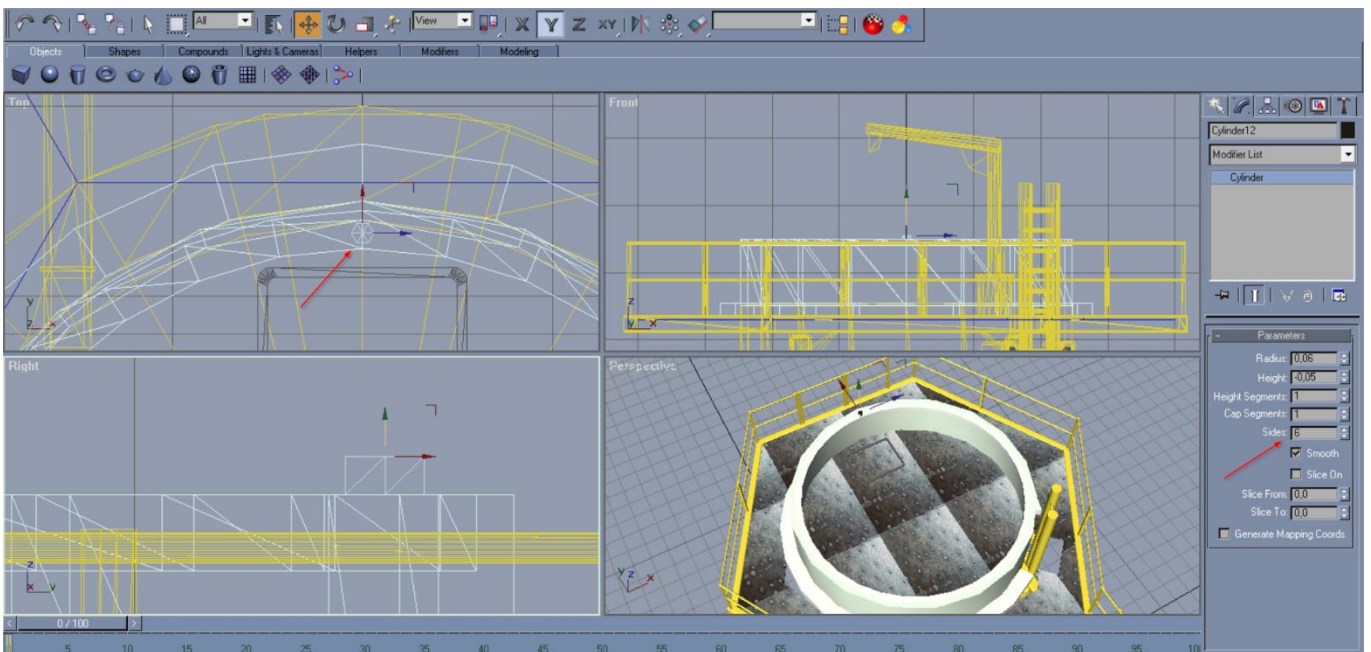 All
View
X Y Z XY
Objects Shapes Compounds Lights & Cameras Helpers Modifiers Modeling
Top
Front
Right
Perspective
y
z x
z
y x
z
x y
y z x
Cylinder12
Modifier List
Cylinder
- Parameters
Radius: 0,06
Height: -0,05
Height Segments: 1
Cap Segments: 1
Sides: 6
Smooth
Slice On
Slice From: 0,0
Slice To: 0,0
Generate Mapping Coords.
< 0 / 100 >
5 10 15 20 25 30 35 40 45 50 55 60 65 70 75 80 85 90 95 100